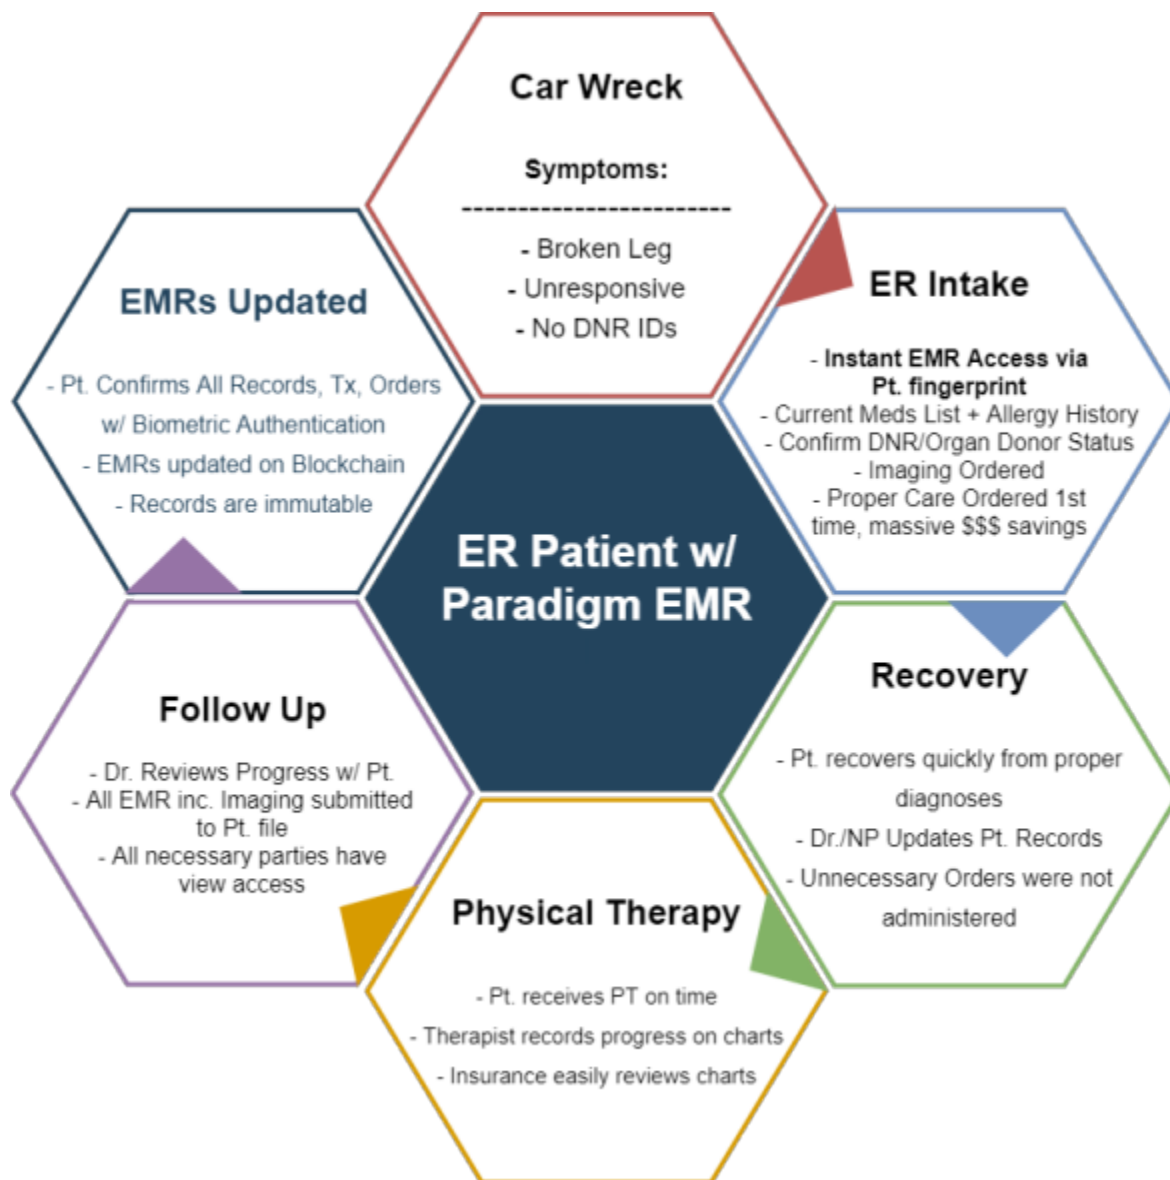 Car Wreck
Symptoms:
------------------------
- Broken Leg
- Unresponsive
- No DNR IDs
ER Intake
- Instant EMR Access via
Pt. fingerprint
- Current Meds List + Allergy History
- Confirm DNR/Organ Donor Status
- Imaging Ordered
- Proper Care Ordered 1st
time, massive $$$ savings
Recovery
- Pt. recovers quickly from proper
diagnoses
- Dr./NP Updates Pt. Records
- Unnecessary Orders were not
administered
Physical Therapy
- Pt. receives PT on time
- Therapist records progress on charts
- Insurance easily reviews charts
Follow Up
- Dr. Reviews Progress w/ Pt.
- All EMR inc. Imaging submitted
to Pt. file
- All necessary parties have
view access
EMRs Updated
- Pt. Confirms All Records, Tx, Orders
w/ Biometric Authentication
- EMRs updated on Blockchain
- Records are immutable
ER Patient w/
Paradigm EMR